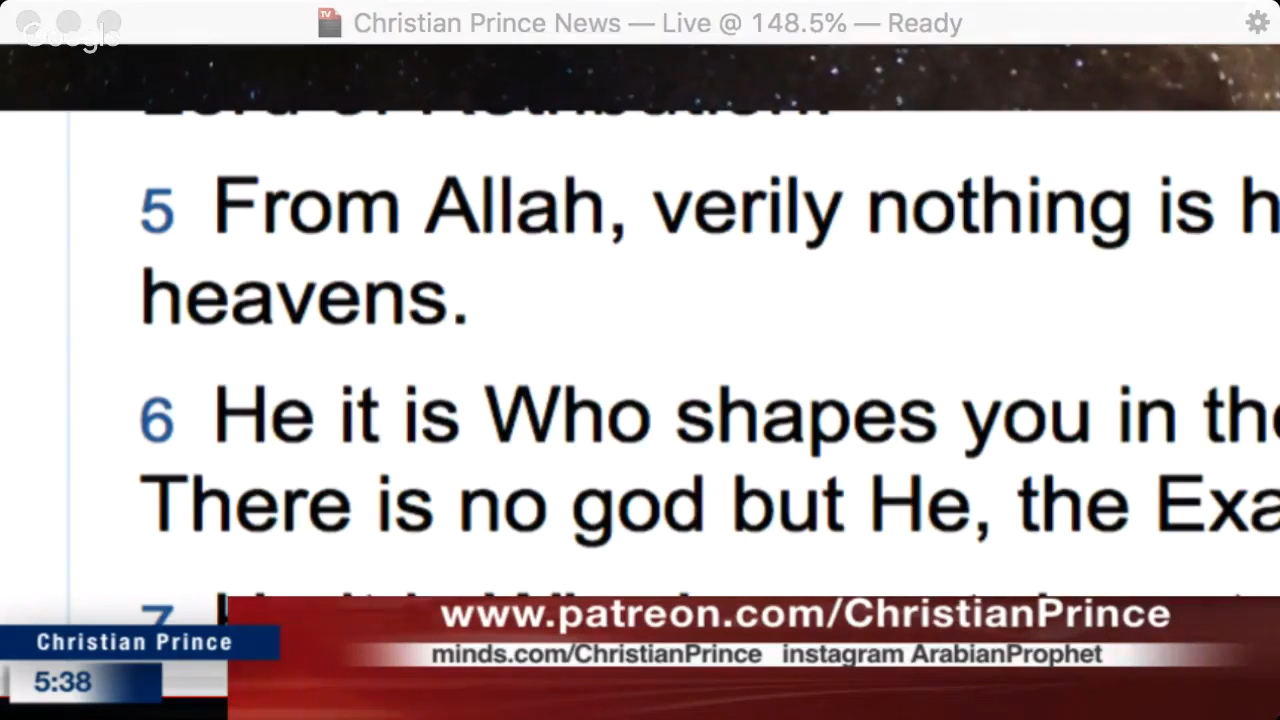 Christian Prince News — Live @ 148.5% — Ready
Google
5 From Allah, verily nothing is
heavens.
6 He it is Who shapes you in
There is no god but He, the
7
www.patreon.com/ChristianPrince
Christian Prince
minds.com/ChristianPrince instagram ArabianProphet
5:38